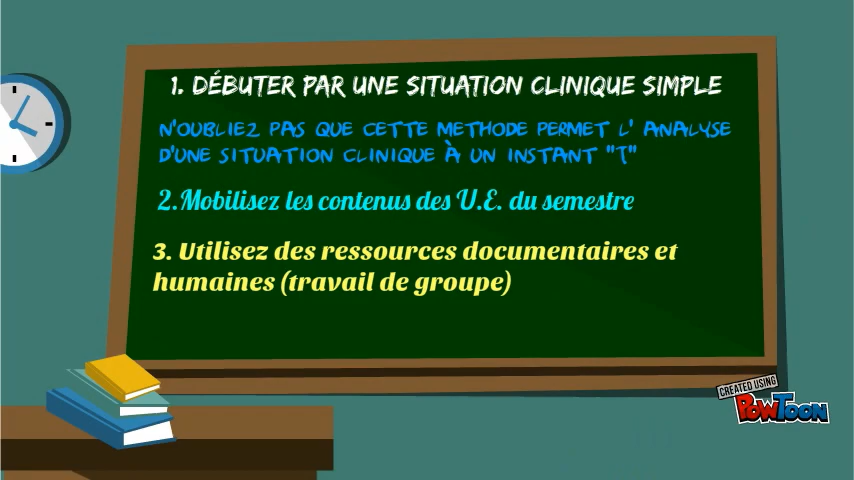 1. DÉBUTER PAR UNE SITUATION CLINIQUE SIMPLE
N'OUBLIEZ PAS QUE CETTE METHODE PERMET L' ANALYSE
D'UNE SITUATION CLINIQUE À UN INSTANT "T"
2.Mobilisez les contenus des U.E. du semestre
3. Utilisez des ressources documentaires et
humaines (travail de groupe)
CREATED USING
POWTOON